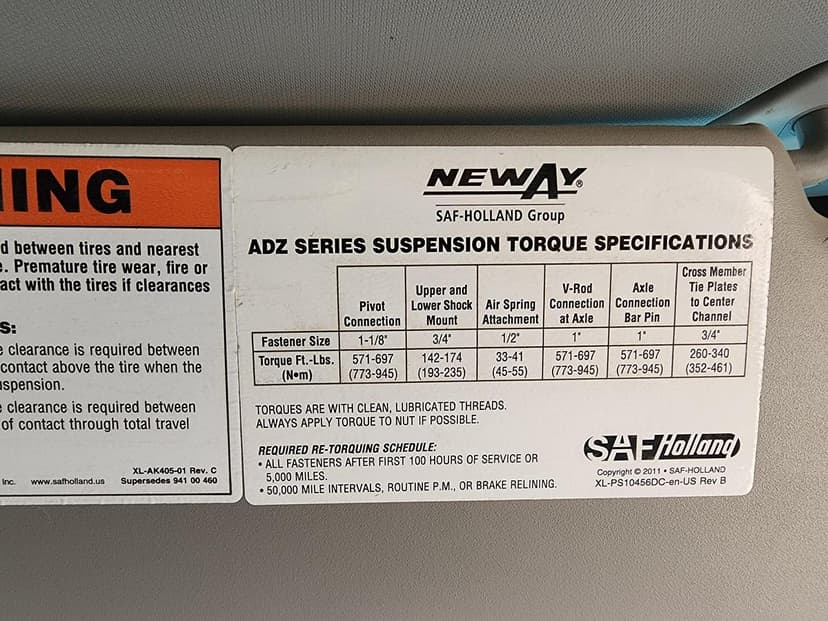 ING
d between tires and nearest
e. Premature tire wear, fire or
act with the tires if clearances
S:
e clearance is required between
contact above the tire when the
uspension.
e clearance is required between
of contact through total travel
XL-AK405-01 Rev. C
Inc. www.safholland.us Supersedes 941 00 460
NEWAY®
SAF-HOLLAND Group
ADZ SERIES SUSPENSION TORQUE SPECIFICATIONS
Pivot Connection Upper and Lower Shock Mount Air Spring Attachment V-Rod Connection at Axle Axle Connection Bar Pin Cross Member Tie Plates to Center Channel
Fastener Size 1-1/8" 3/4" 1/2" 1" 1" 3/4"
Torque Ft.-Lbs. 571-697 142-174 33-41 571-697 571-697 260-340
(N•m) (773-945) (193-235) (45-55) (773-945) (773-945) (352-461)
TORQUES ARE WITH CLEAN, LUBRICATED THREADS.
ALWAYS APPLY TORQUE TO NUT IF POSSIBLE.
REQUIRED RE-TORQUING SCHEDULE:
• ALL FASTENERS AFTER FIRST 100 HOURS OF SERVICE OR
5,000 MILES.
• 50,000 MILE INTERVALS, ROUTINE P.M., OR BRAKE RELINING.
SAF Holland
Copyright © 2011 • SAF-HOLLAND
XL-PS10456DC-en-US Rev B